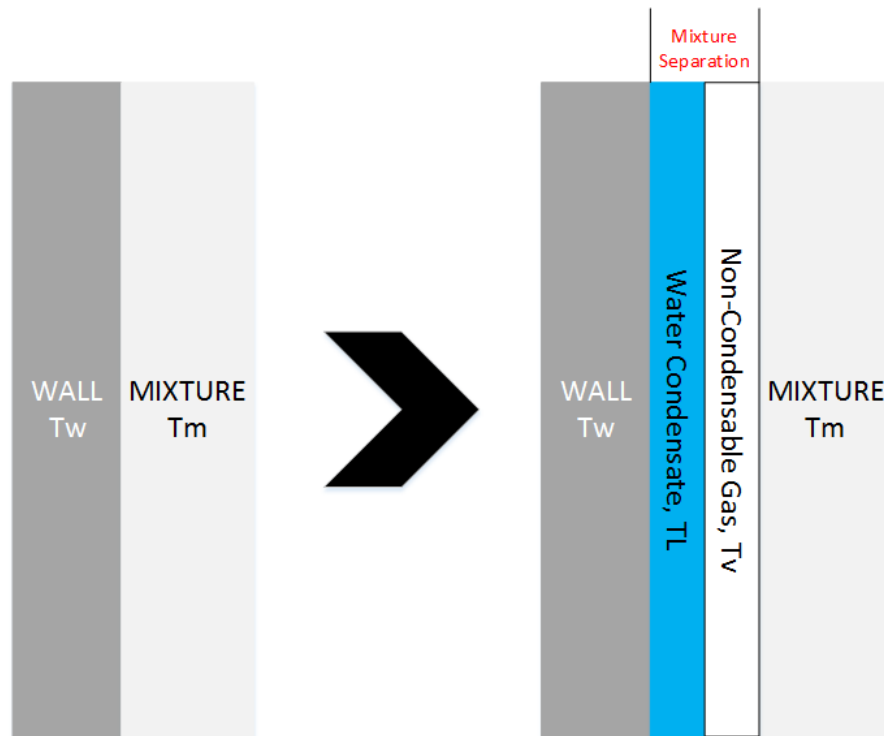 Mixture
Separation
WALL
Tw
MIXTURE
Tm
WALL
Tw
Water Condensate, TL
Non-Condensable Gas, Tv
MIXTURE
Tm